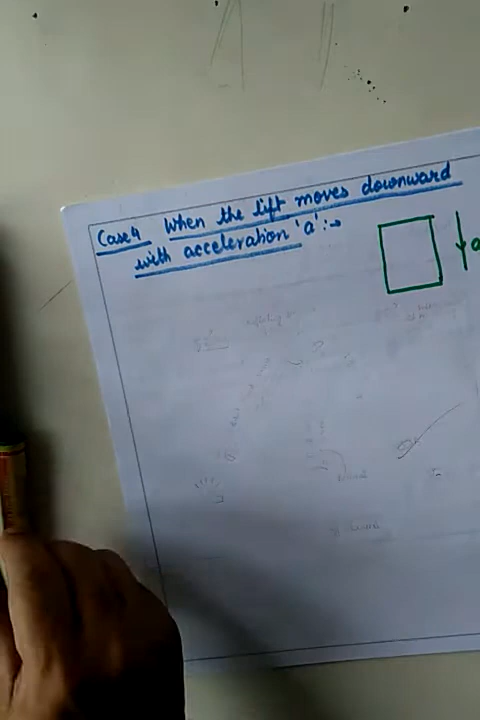 Case 4 When the lift moves downward
with acceleration 'a' :→
a